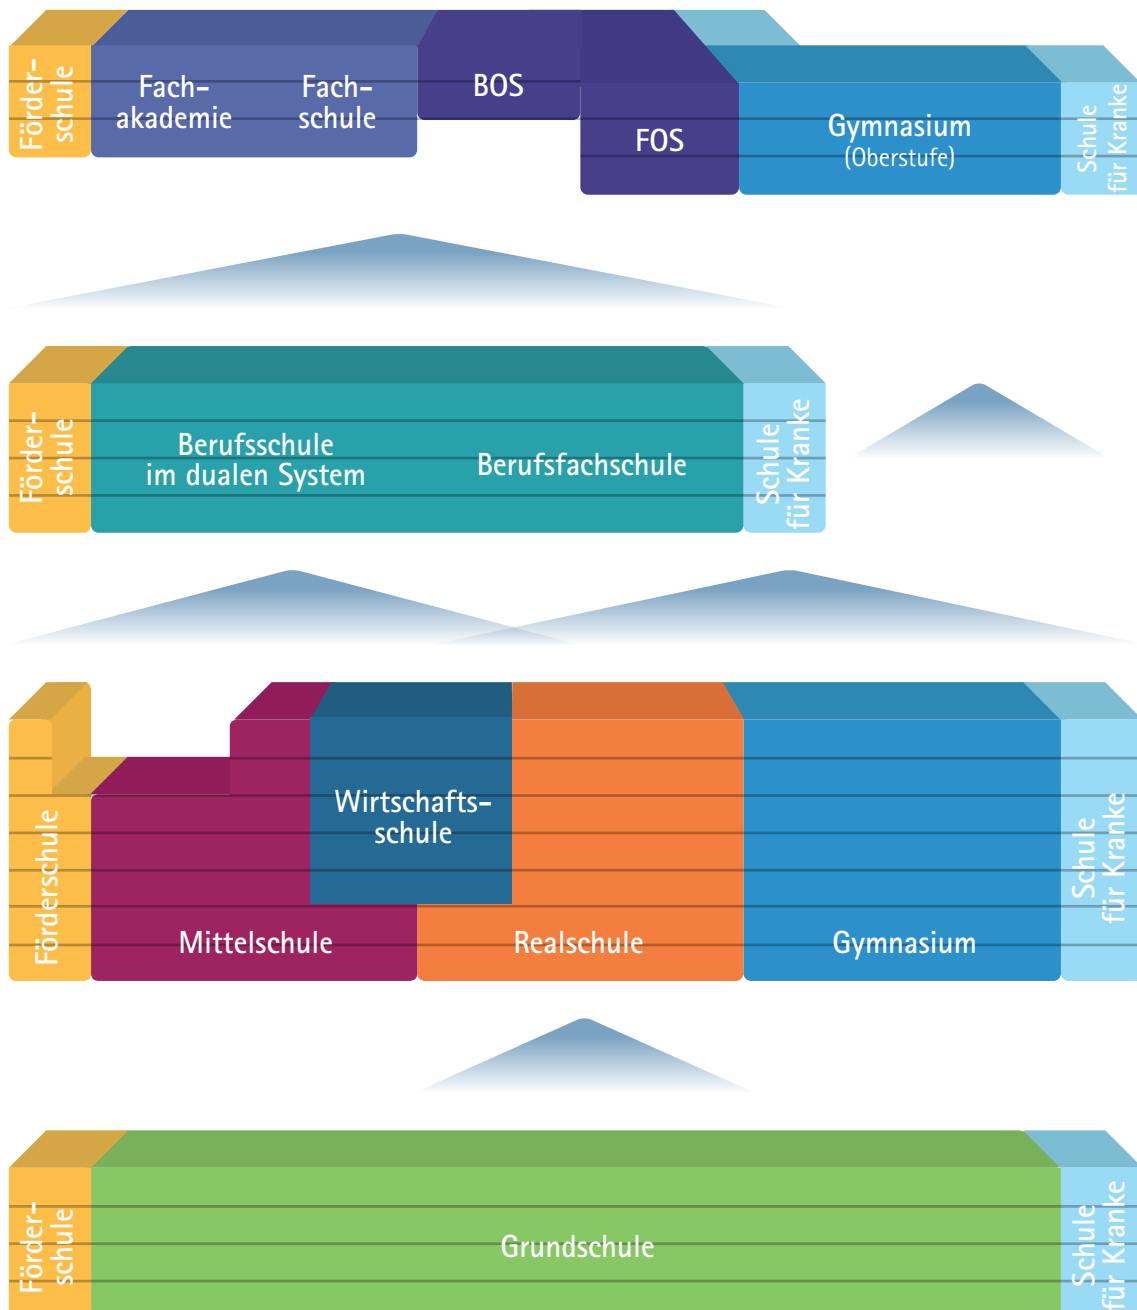 Förder-
schule
Fach-
akademie
Fach-
schule
BOS
FOS
Gymnasium
(Oberstufe)
Schule
für Kranke
Förder-
schule
Berufsschule
im dualen System
Berufsfachschule
Schule
für Kranke
Förderschule
Mittelschule
Wirtschafts-
schule
Realschule
Gymnasium
Schule
für Kranke
Förder-
schule
Grundschule
Schule
für Kranke